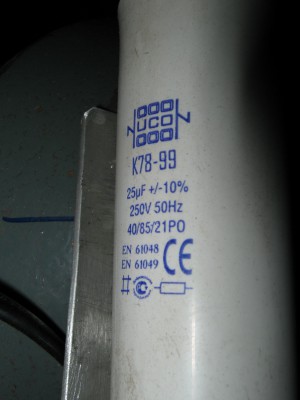 NUCON
K78-99
25µF +/-10%
250V 50Hz
40/85/21PO
EN 61048
EN 61049
CE